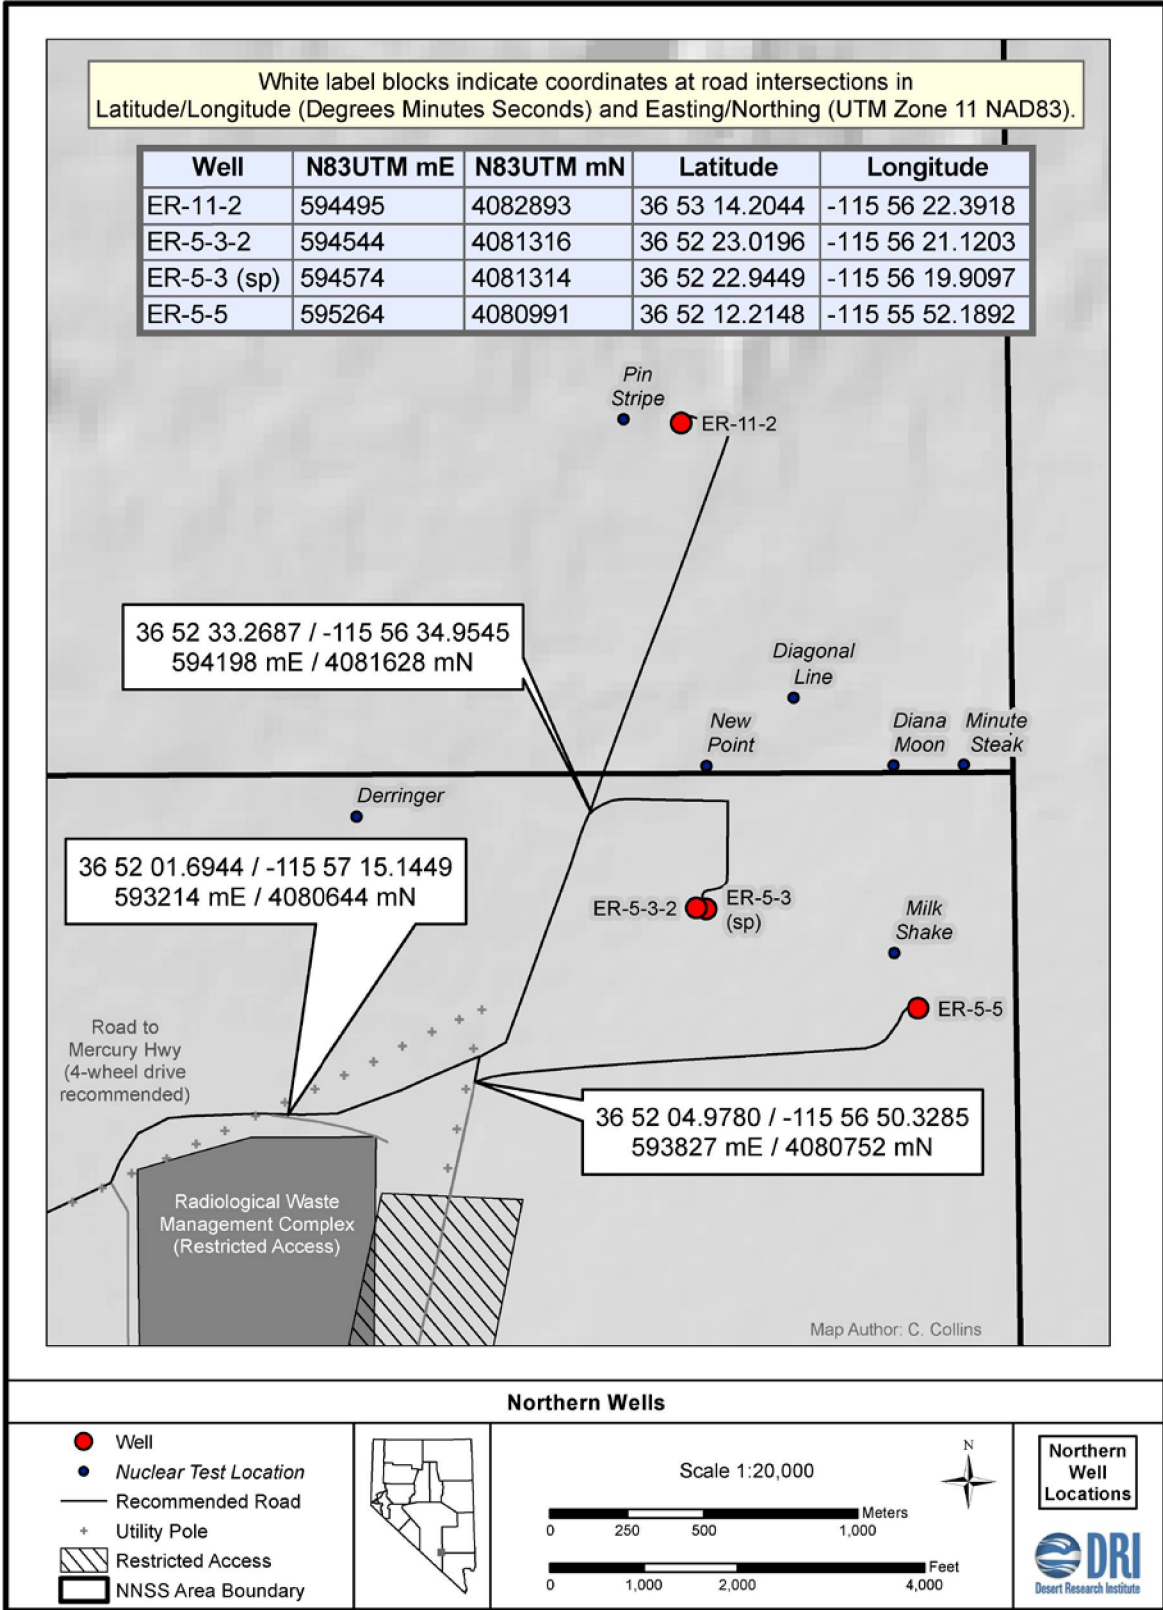 White label blocks indicate coordinates at road intersections in
Latitude/Longitude (Degrees Minutes Seconds) and Easting/Northing (UTM Zone 11 NAD83).
Well N83UTM mE N83UTM mN Latitude Longitude
ER-11-2 594495 4082893 36 53 14.2044 -115 56 22.3918
ER-5-3-2 594544 4081316 36 52 23.0196 -115 56 21.1203
ER-5-3 (sp) 594574 4081314 36 52 22.9449 -115 56 19.9097
ER-5-5 595264 4080991 36 52 12.2148 -115 55 52.1892
Pin
Stripe
ER-11-2
36 52 33.2687 / -115 56 34.9545
594198 mE / 4081628 mN
Diagonal
Line
New
Point
Diana
Moon
Minute
Steak
Derringer
36 52 01.6944 / -115 57 15.1449
593214 mE / 4080644 mN
ER-5-3-2
ER-5-3
(sp)
Milk
Shake
ER-5-5
Road to
Mercury Hwy
(4-wheel drive
recommended)
36 52 04.9780 / -115 56 50.3285
593827 mE / 4080752 mN
Radiological Waste
Management Complex
(Restricted Access)
Map Author: C. Collins
Northern Wells
Well
Nuclear Test Location
Recommended Road
Utility Pole
Restricted Access
NNSS Area Boundary
Scale 1:20,000
Meters
0 250 500 1,000
Feet
0 1,000 2,000 4,000
N
Northern
Well
Locations
DRI
Desert Research Institute